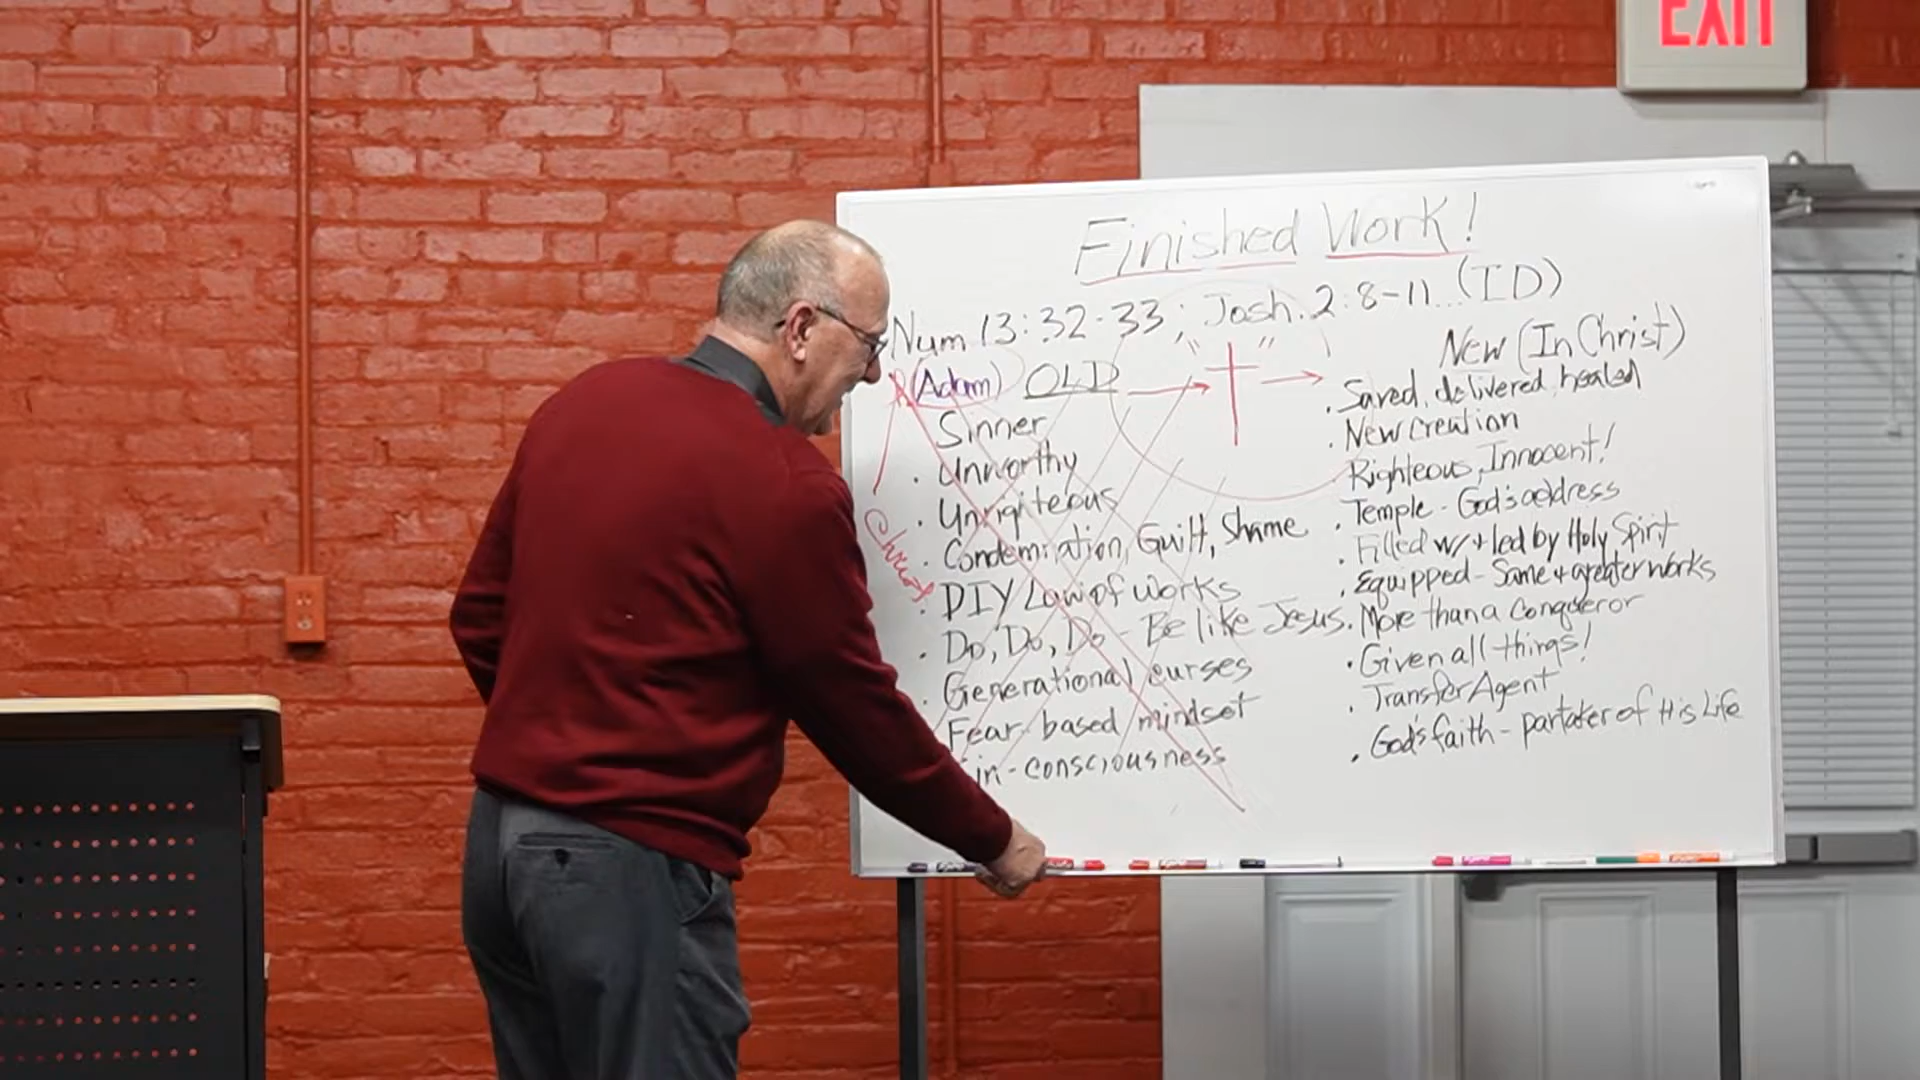 EXIT
Finished Work!
Num 13:32-33; Josh. 2:8-11... (ID)
(Adam) OLD → " † " →
Sinner
· Unworthy
· Unrighteous
· Condemnation, Guilt, Shame
· DIY Law of Works
· Do, Do, Do - Be like Jesus
· Generational curses
Fear-based mindset
in-consciousness
Christ
New (In Christ)
· Saved, delivered, healed
· New Creation
Righteous, Innocent!
· Temple - God's address
· Filled w/ + led by Holy Spirit
· Equipped - Same + greater works
· More than a Conqueror
· Given all things!
· Transfer Agent
· God's faith - partaker of His Life